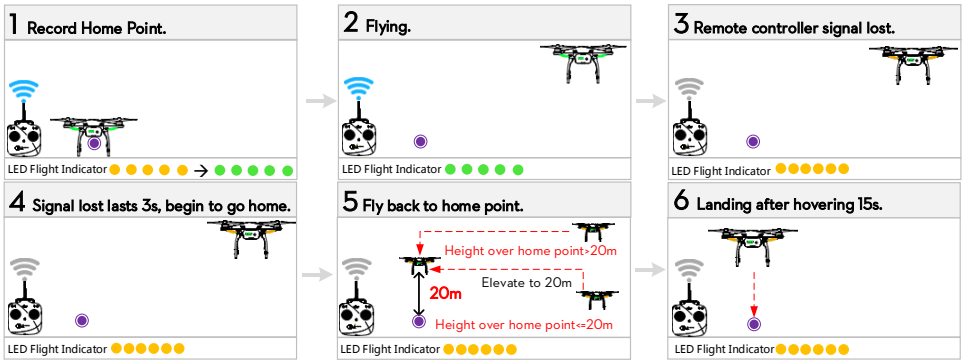 1 Record Home Point.
LED Flight Indicator
2 Flying.
LED Flight Indicator
3 Remote controller signal lost.
LED Flight Indicator
4 Signal lost lasts 3s, begin to go home.
LED Flight Indicator
5 Fly back to home point.
Height over home point>20m
Elevate to 20m
20m
Height over home point<=20m
LED Flight Indicator
6 Landing after hovering 15s.
LED Flight Indicator